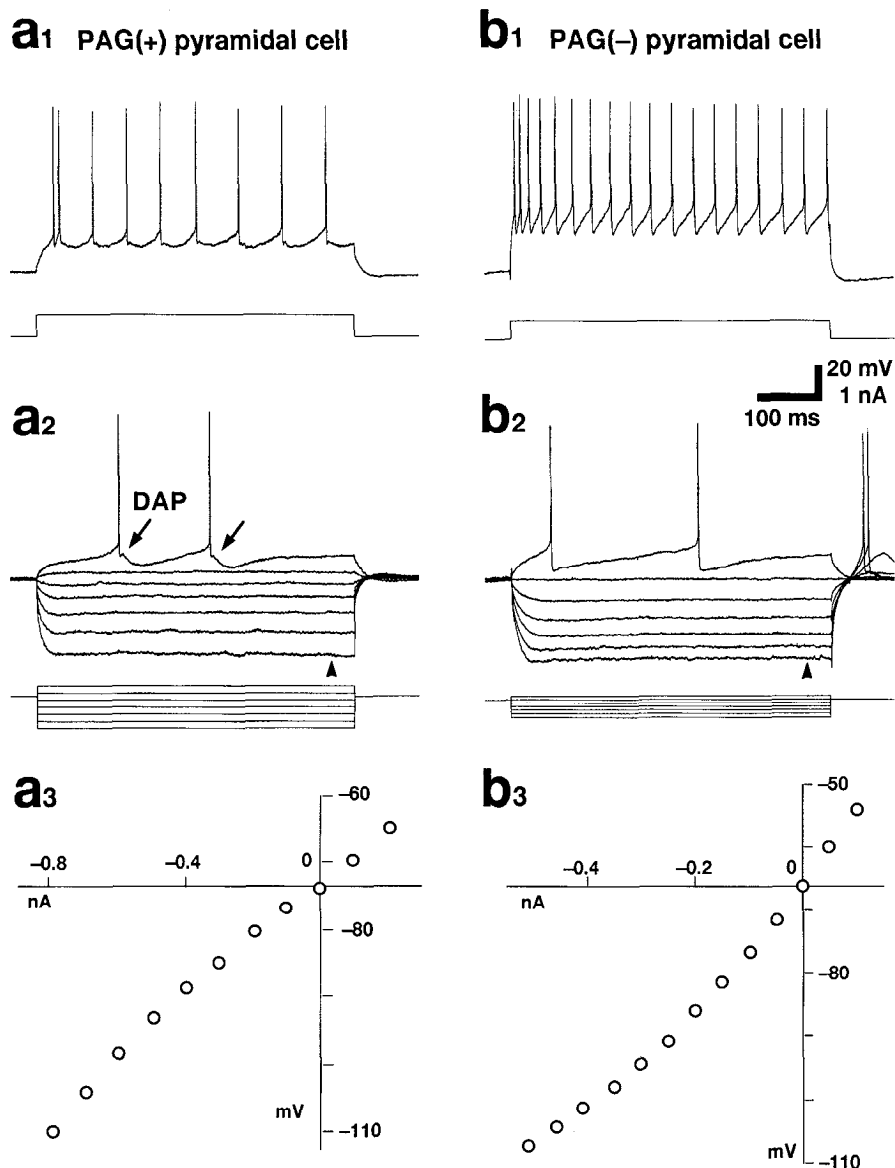 a1 PAG(+) pyramidal cell
b1 PAG(–) pyramidal cell
20 mV
1 nA
100 ms
a2
DAP
b2
a3
–60
–0.8
–0.4
0
nA
–80
mV
–110
b3
–50
–0.4
–0.2
0
nA
–80
mV
–110